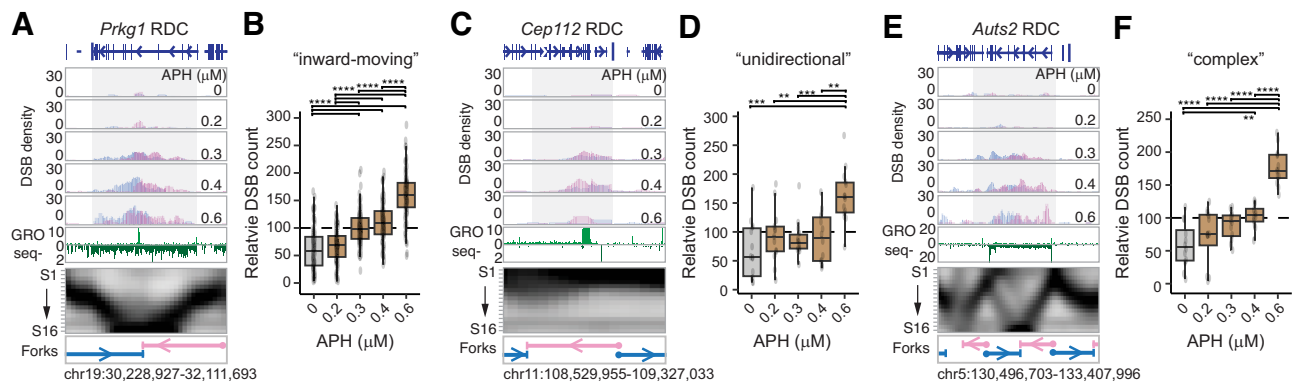 A
Prkg1 RDC
APH (µM)
DSB density
30
0
0
30
0
0.2
30
0
0.3
30
0
0.4
30
0
0.6
GRO
seq-
10
0
2
S1
S16
Forks
chr19:30,228,927-32,111,693
B
"inward-moving"
****
**** ****
****
Relatvie DSB count
300
250
200
150
100
50
0
0
0.2
0.3
0.4
0.6
APH (µM)
C
Cep112 RDC
APH (µM)
DSB density
30
0
0
30
0
0.2
30
0
0.3
30
0
0.4
30
0
0.6
GRO
seq-
10
0
2
S1
S16
Forks
chr11:108,529,955-109,327,033
D
"unidirectional"
*** ** *** **
Relatvie DSB count
300
250
200
150
100
50
0
0
0.2
0.3
0.4
0.6
APH (µM)
E
Auts2 RDC
APH (µM)
DSB density
30
0
0
30
0
0.2
30
0
0.3
30
0
0.4
30
0
0.6
GRO
seq-
20
0
20
S1
S16
Forks
chr5:130,496,703-133,407,996
F
"complex"
****
**** **** ****
**
Relatvie DSB count
250
200
150
100
50
0
0
0.2
0.3
0.4
0.6
APH (µM)